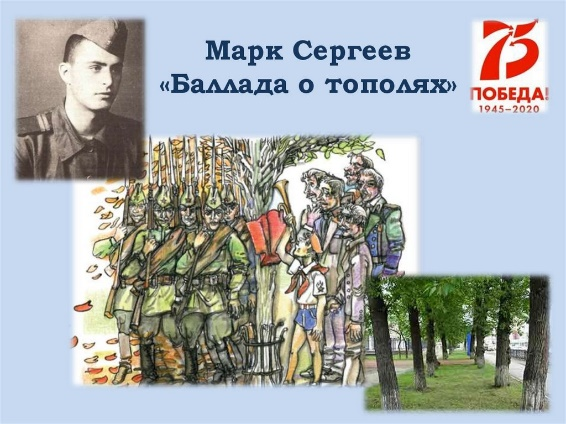 Марк Сергеев
«Баллада о тополях»
75
ПОБЕДА!
1945–2020